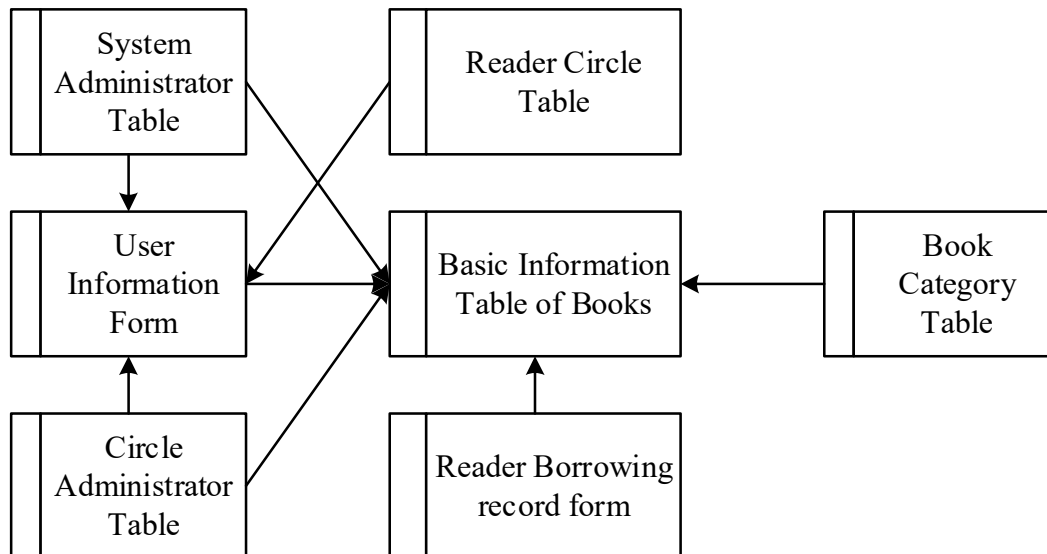 System
Administrator
Table
Reader Circle
Table
User
Information
Form
Basic Information
Table of Books
Book
Category
Table
Circle
Administrator
Table
Reader Borrowing
record form